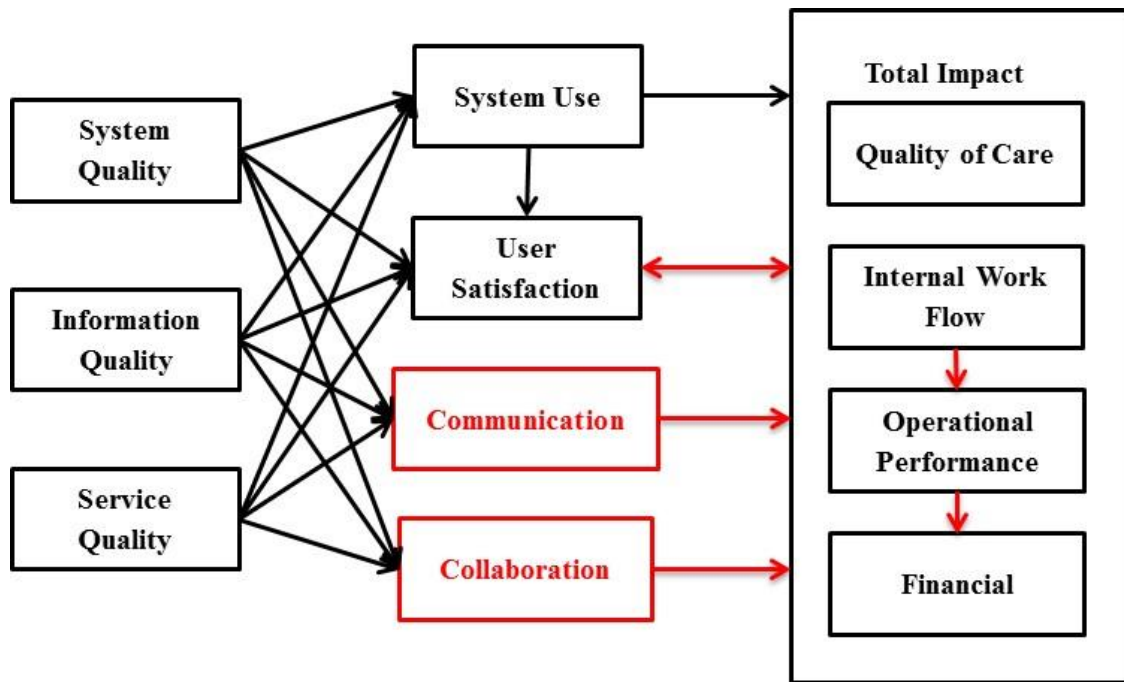 System
Quality
Information
Quality
Service
Quality
System Use
User
Satisfaction
Communication
Collaboration
Total Impact
Quality of Care
Internal Work
Flow
Operational
Performance
Financial